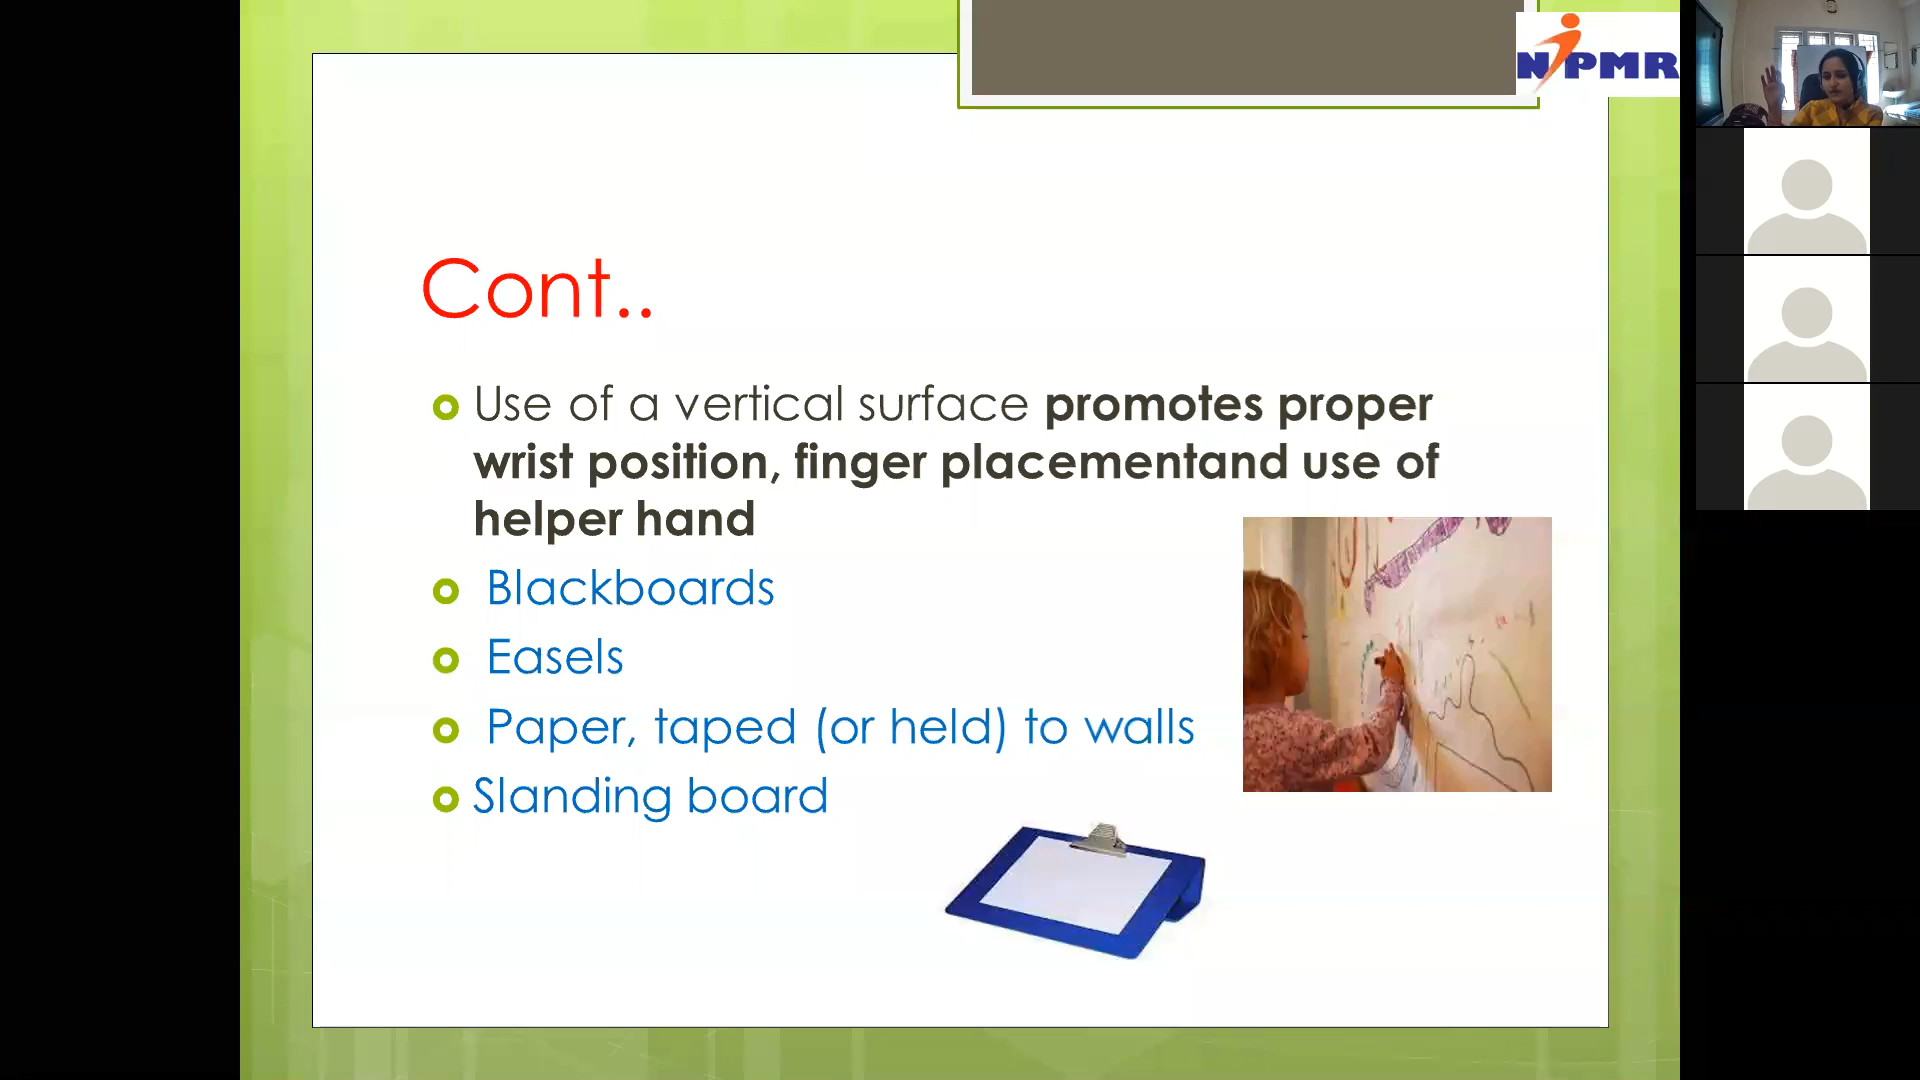 NIPMR
Cont..
Use of a vertical surface promotes proper
wrist position, finger placementand use of
helper hand
Blackboards
Easels
Paper, taped (or held) to walls
Slanding board